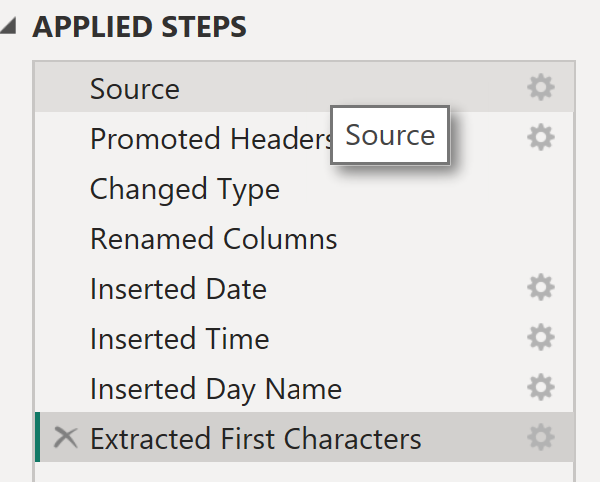 APPLIED STEPS
Source
Promoted Headers
Source
Changed Type
Renamed Columns
Inserted Date
Inserted Time
Inserted Day Name
Extracted First Characters